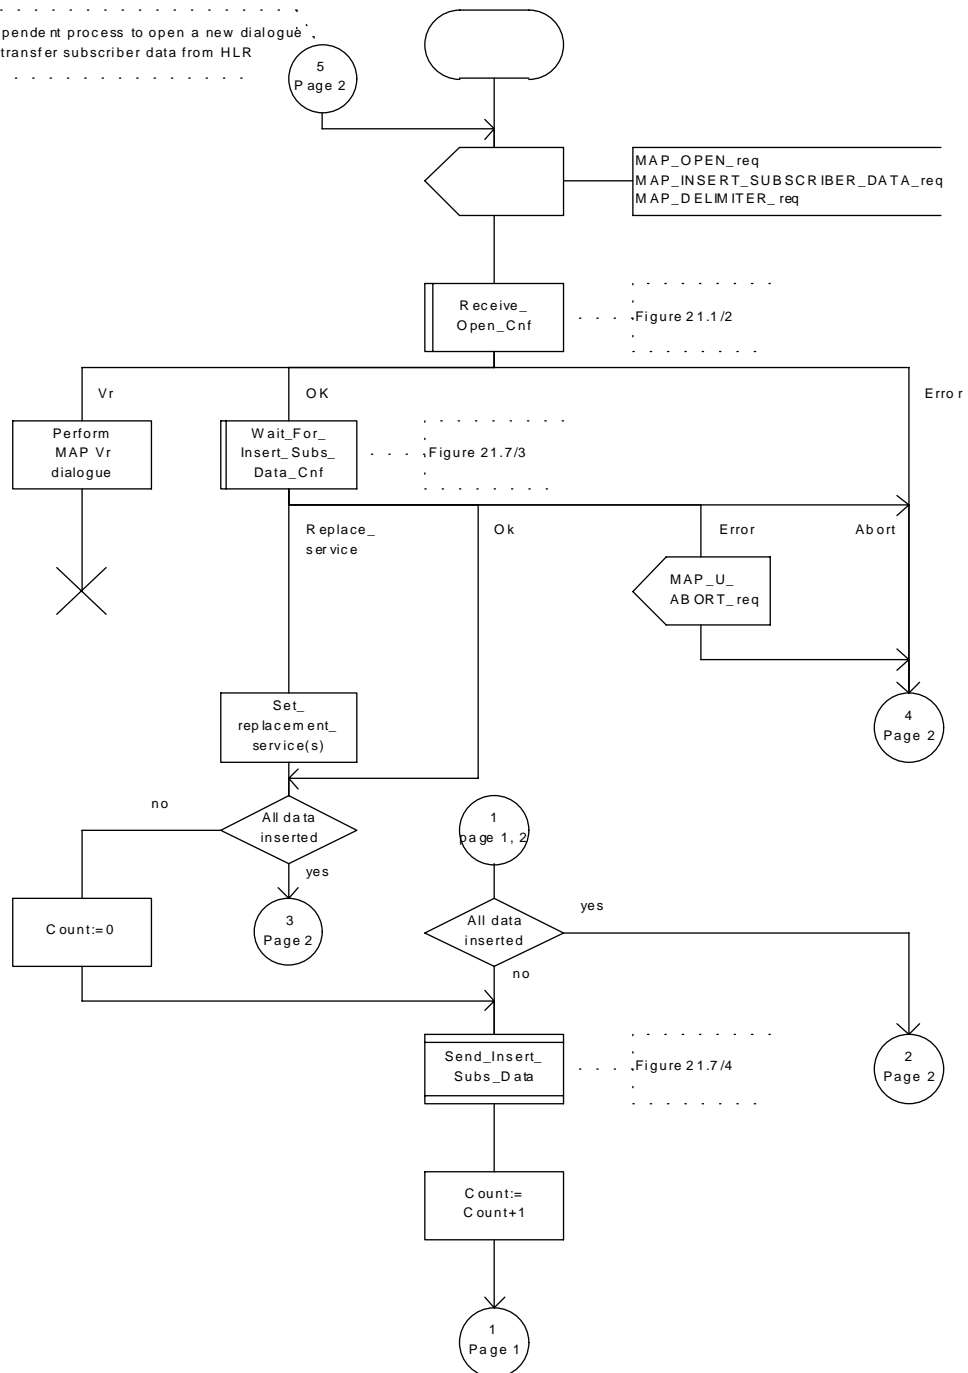 pendent process to open a new dialogue
transfer subscriber data from HLR
5
Page 2
MAP_OPEN_req
MAP_INSERT_SUBSCRIBER_DATA_req
MAP_DELIMITER_req
Receive_
Open_Cnf
Figure 21.1/2
Vr
OK
Error
Perform
MAP Vr
dialogue
Wait_For_
Insert_Subs_
Data_Cnf
Figure 21.7/3
Replace_
service
Ok
Error
Abort
MAP_U_
ABORT_req
Set_
replacement_
service(s)
4
Page 2
no
All data
inserted
yes
1
page 1, 2
Count:=0
3
Page 2
All data
inserted
yes
no
Send_Insert_
Subs_Data
Figure 21.7/4
2
Page 2
Count:=
Count+1
1
Page 1